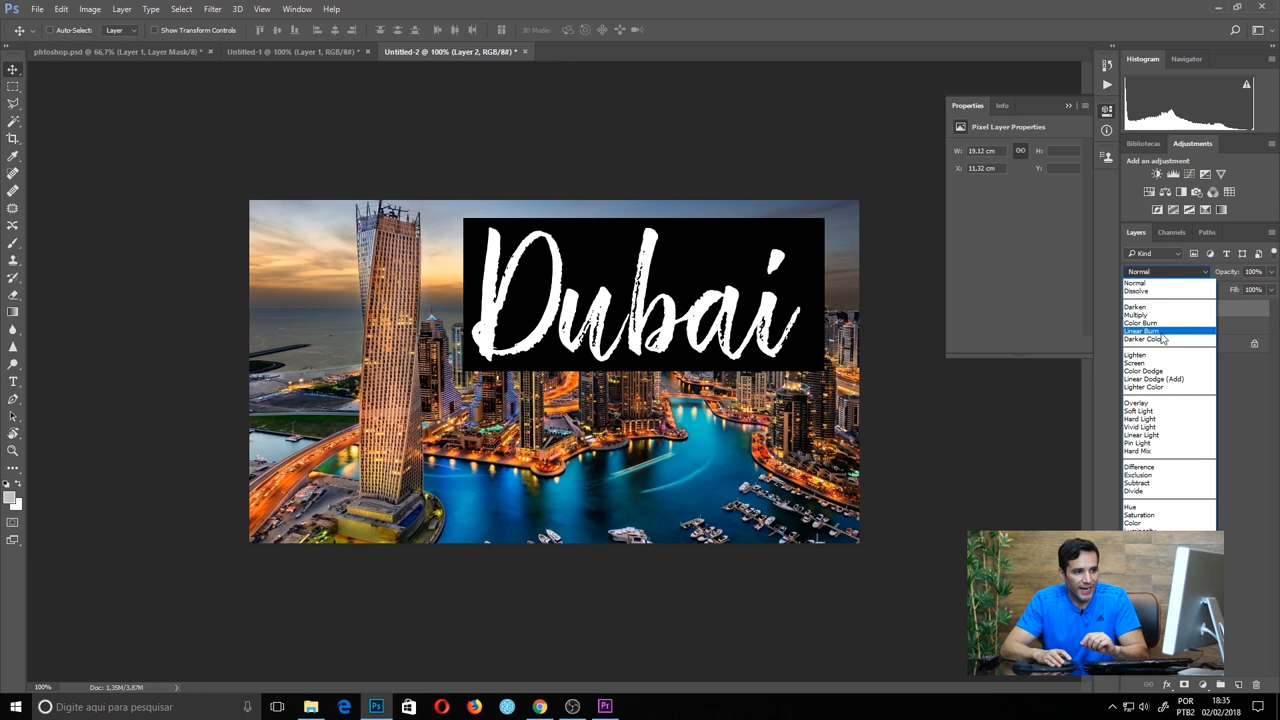 Ps File Edit Image Layer Type Select Filter 3D View Window Help
Auto-Select: Layer Show Transform Controls 3D Mode:
phtoshop.psd @ 66,7% (Layer 1, Layer Mask/8) * Untitled-1 @ 100% (Layer 1, RGB/8#) * Untitled-2 @ 100% (Layer 2, RGB/8#) *
Histogram Navigator
Properties Info
Pixel Layer Properties
W: 19,12 cm H:
X: 11,32 cm Y:
Bibliotecas Adjustments
Add an adjustment
Layers Channels Paths
Kind
Normal Opacity: 100%
Fill: 100%
Normal
Dissolve
Darken
Multiply
Color Burn
Linear Burn
Darker Color
Lighten
Screen
Color Dodge
Linear Dodge (Add)
Lighter Color
Overlay
Soft Light
Hard Light
Vivid Light
Linear Light
Pin Light
Hard Mix
Difference
Exclusion
Subtract
Divide
Hue
Saturation
Color
Dubai
100% Doc: 1,35M/3,87M
Digite aqui para pesquisar
Ps
Pr
POR
PTB2
18:35
02/02/2018